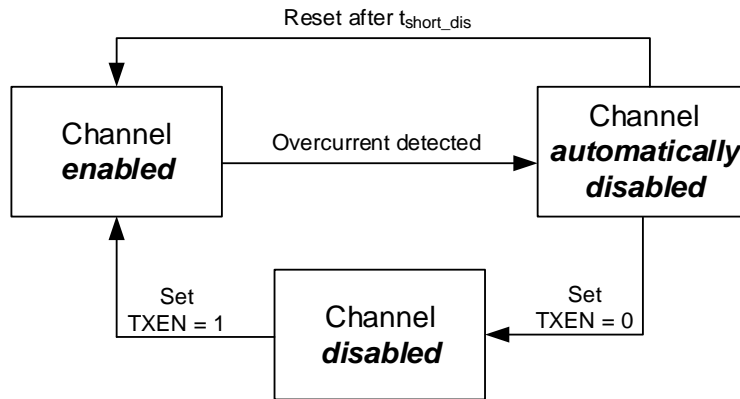 Reset after tshort_dis
Channel
enabled
Overcurrent detected
Channel
automatically
disabled
Set
TXEN = 1
Channel
disabled
Set
TXEN = 0